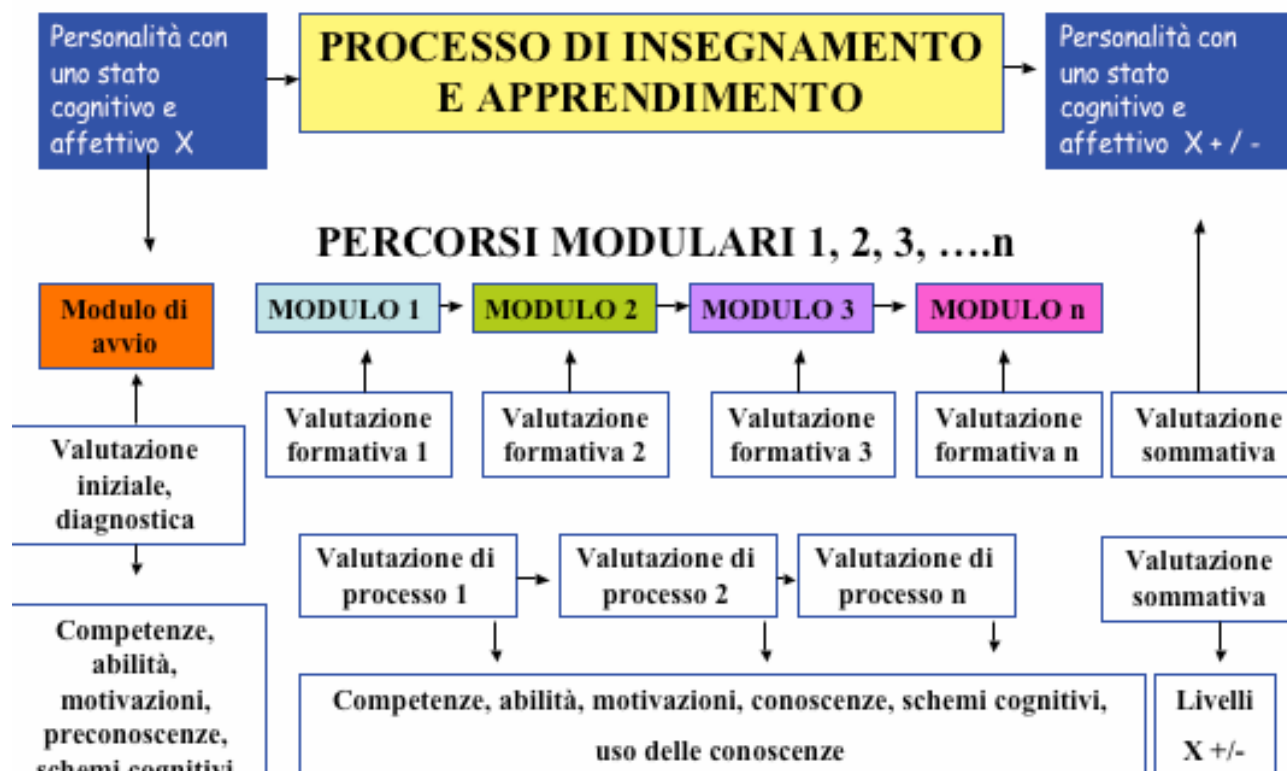 Personalità con
uno stato
cognitivo e
affettivo X
PROCESSO DI INSEGNAMENTO
E APPRENDIMENTO
Personalità con
uno stato
cognitivo e
affettivo X + / -
PERCORSI MODULARI 1, 2, 3, ….n
Modulo di
avvio
MODULO 1
MODULO 2
MODULO 3
MODULO n
Valutazione
formativa 1
Valutazione
formativa 2
Valutazione
formativa 3
Valutazione
formativa n
Valutazione
sommativa
Valutazione
iniziale,
diagnostica
Valutazione di
processo 1
Valutazione di
processo 2
Valutazione di
processo n
Valutazione
sommativa
Competenze,
abilità,
motivazioni,
preconoscenze,
schemi cognitivi
Competenze, abilità, motivazioni, conoscenze, schemi cognitivi,
uso delle conoscenze
Livelli
X +/-